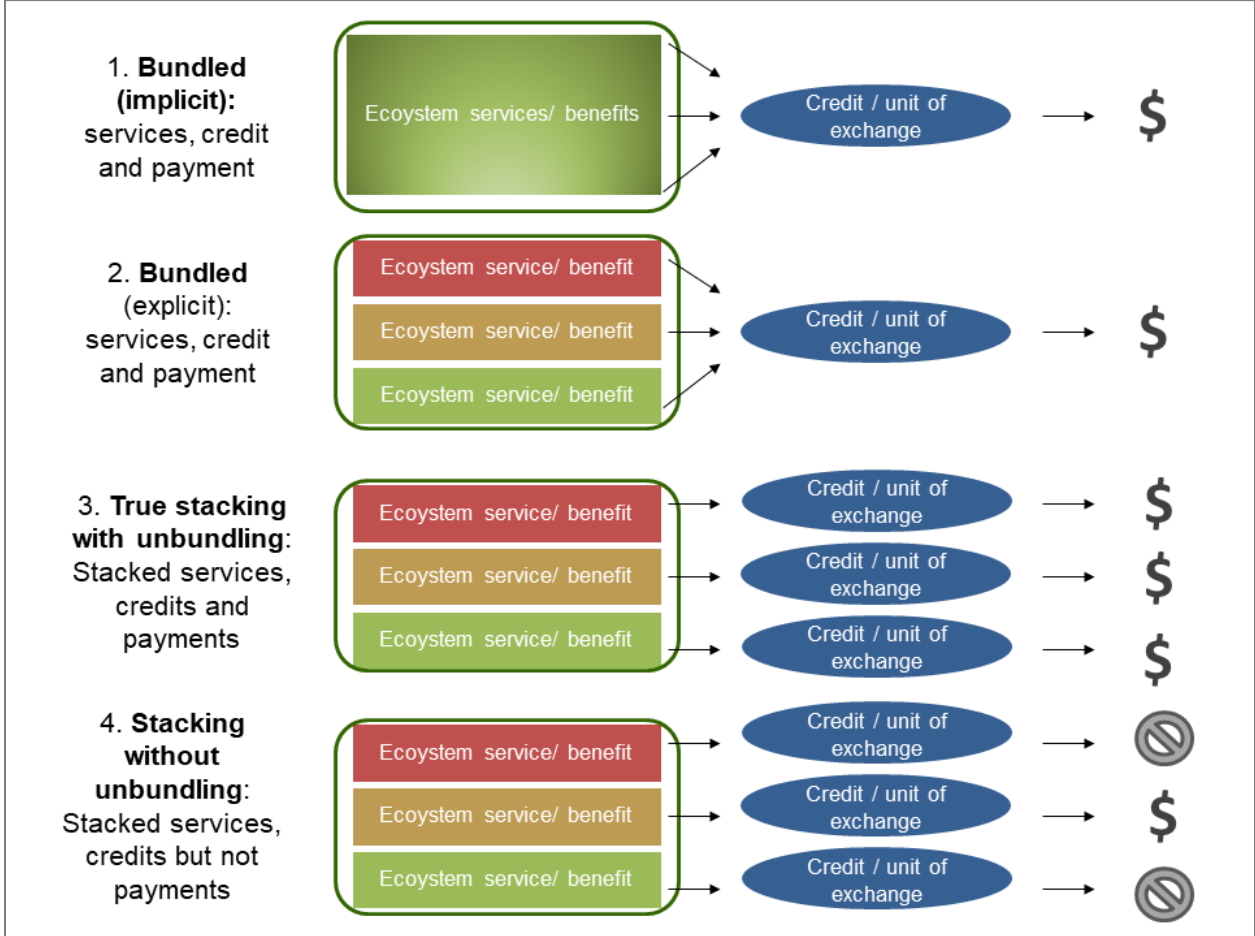 1. Bundled
(implicit):
services, credit
and payment
Ecoystem services/ benefits
Credit / unit of
exchange
$
2. Bundled
(explicit):
services, credit
and payment
Ecoystem service/ benefit
Ecoystem service/ benefit
Ecoystem service/ benefit
Credit / unit of
exchange
$
3. True stacking
with unbundling:
Stacked services,
credits and
payments
Ecoystem service/ benefit
Credit / unit of
exchange
$
Ecoystem service/ benefit
Credit / unit of
exchange
$
Ecoystem service/ benefit
Credit / unit of
exchange
$
4. Stacking
without
unbundling:
Stacked services,
credits but not
payments
Ecoystem service/ benefit
Credit / unit of
exchange
Ecoystem service/ benefit
Credit / unit of
exchange
$
Ecoystem service/ benefit
Credit / unit of
exchange